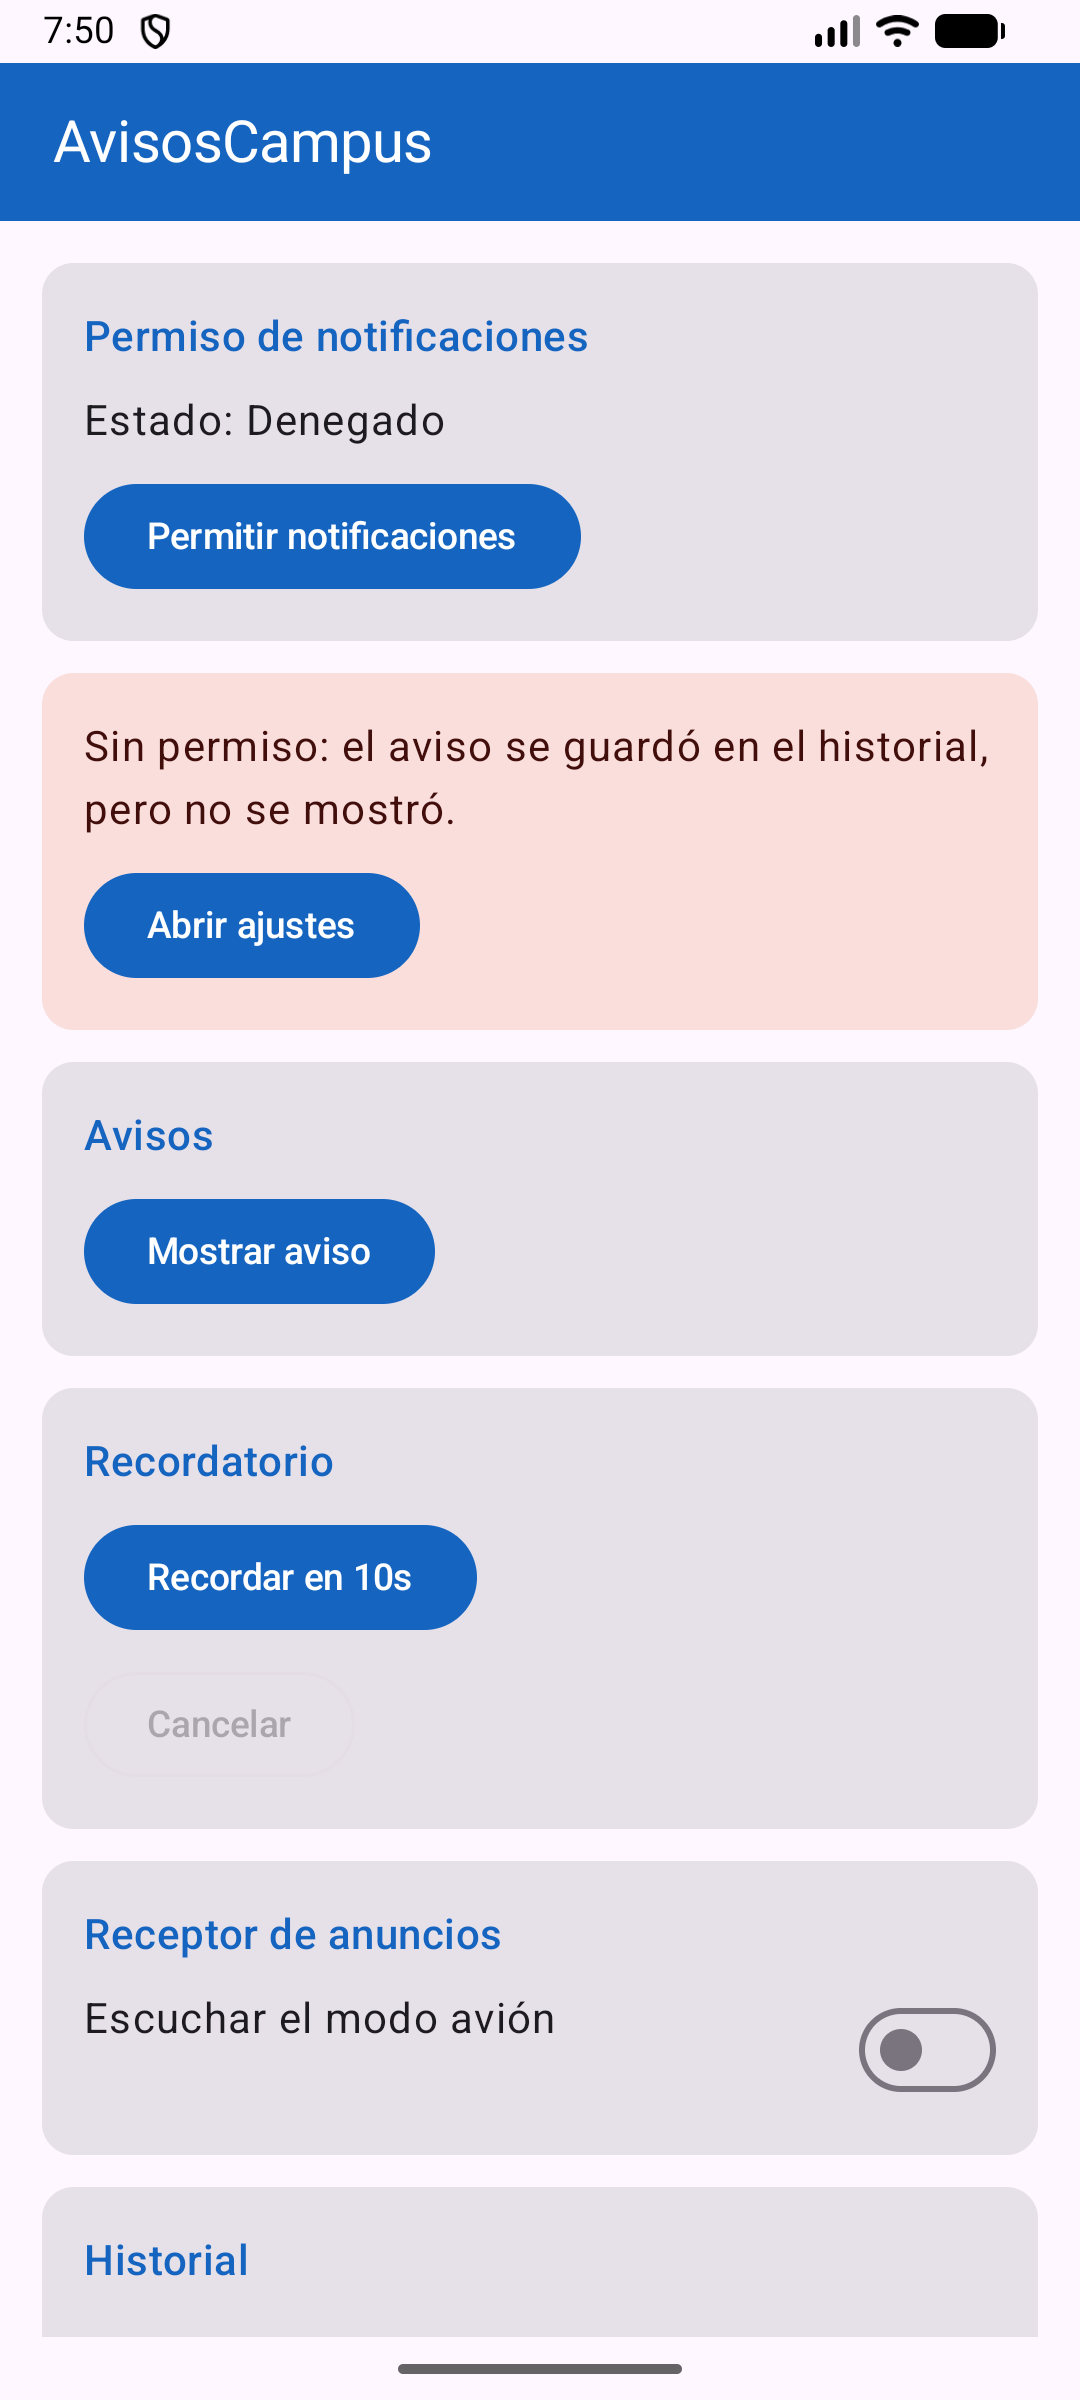 7:50
AvisosCampus
Permiso de notificaciones
Estado: Denegado
Permitir notificaciones
Sin permiso: el aviso se guardó en el historial,
pero no se mostró.
Abrir ajustes
Avisos
Mostrar aviso
Recordatorio
Recordar en 10s
Cancelar
Receptor de anuncios
Escuchar el modo avión
Historial